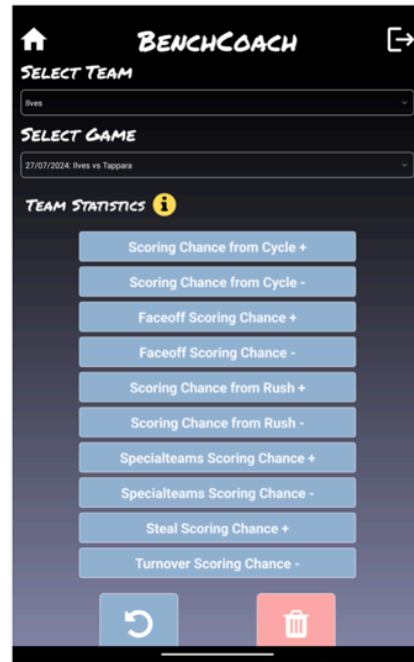 BENCHCOACH
SELECT TEAM
Ilves
SELECT GAME
27/07/2024: Ilves vs Tappara
TEAM STATISTICS i
Scoring Chance from Cycle +
Scoring Chance from Cycle -
Faceoff Scoring Chance +
Faceoff Scoring Chance -
Scoring Chance from Rush +
Scoring Chance from Rush -
Specialteams Scoring Chance +
Specialteams Scoring Chance -
Steal Scoring Chance +
Turnover Scoring Chance -